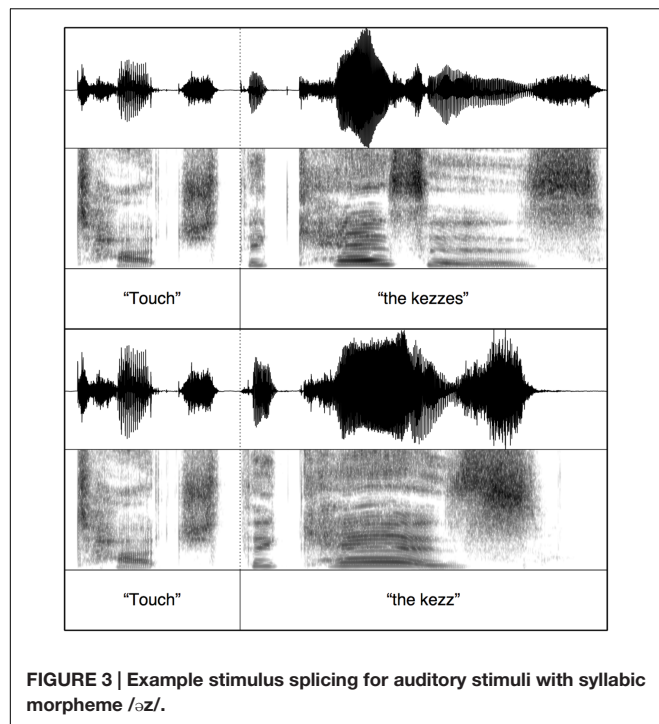 “Touch” “the kezzes”
“Touch” “the kezz”
FIGURE 3 | Example stimulus splicing for auditory stimuli with syllabic
morpheme /əz/.